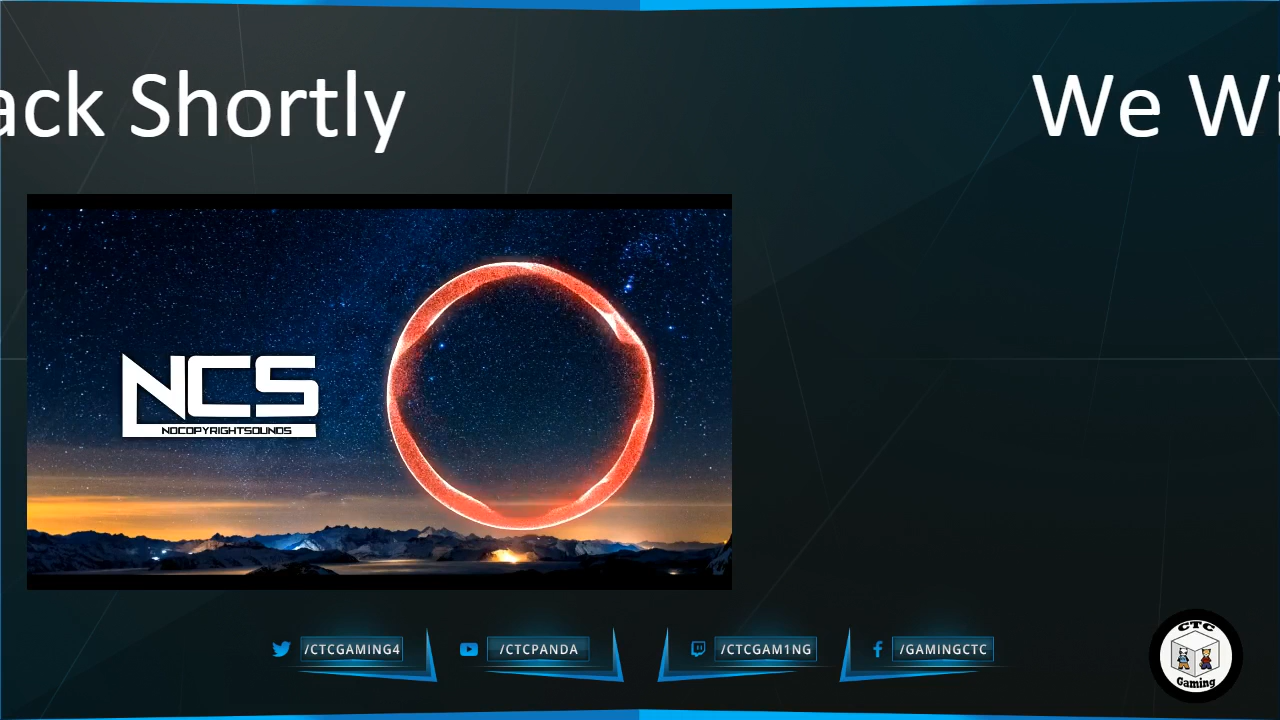 ack Shortly We Wi
NCS
NOCOPYRIGHTSOUNDS
/CTCGAMING4 /CTCPANDA /CTCGAM1NG /GAMINGCTC
CTC
Gaming